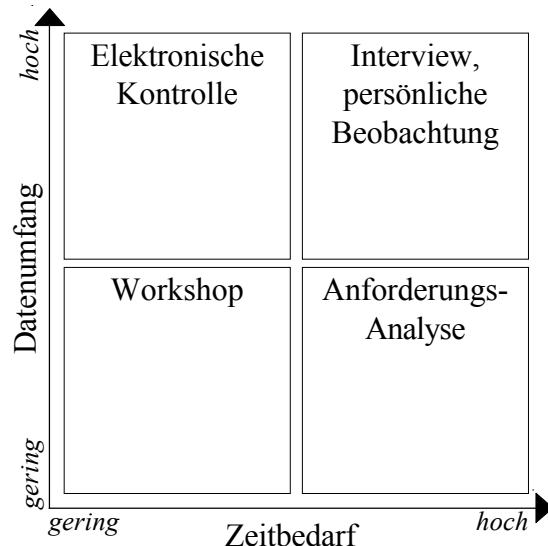 hoch
Datenumfang
gering
Elektronische
Kontrolle
Interview,
persönliche
Beobachtung
Workshop
Anforderungs-
Analyse
gering
Zeitbedarf
hoch